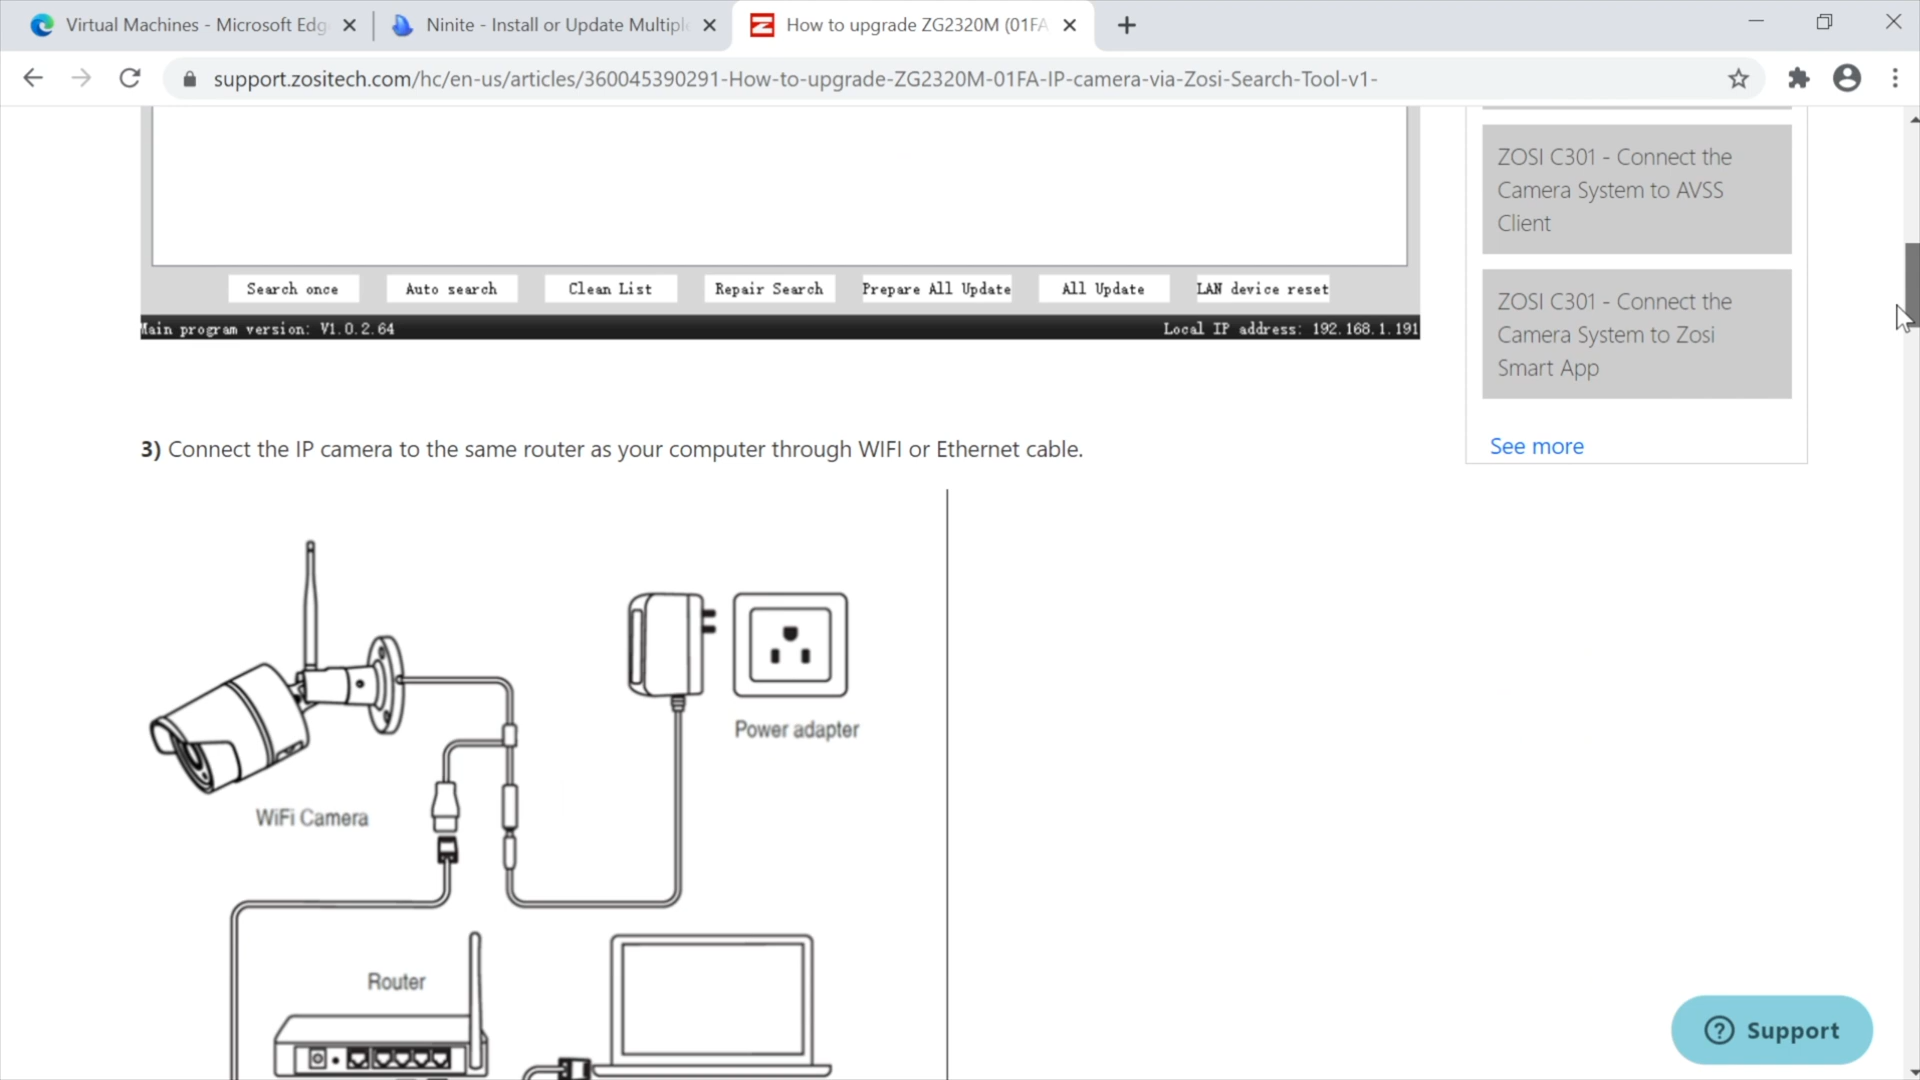 Virtual Machines - Microsoft Edg
Ninite - Install or Update Multipl
How to upgrade ZG2320M (01FA
support.zositech.com/hc/en-us/articles/360045390291-How-to-upgrade-ZG2320M-01FA-IP-camera-via-Zosi-Search-Tool-v1-
ZOSI C301 - Connect the
Camera System to AVSS
Client
Search once
Auto search
Clean List
Repair Search
Prepare All Update
All Update
LAN device reset
Main program version: V1.0.2.64
Local IP address: 192.168.1.191
ZOSI C301 - Connect the
Camera System to Zosi
Smart App
See more
3) Connect the IP camera to the same router as your computer through WIFI or Ethernet cable.
Power adapter
WiFi Camera
Router
Support